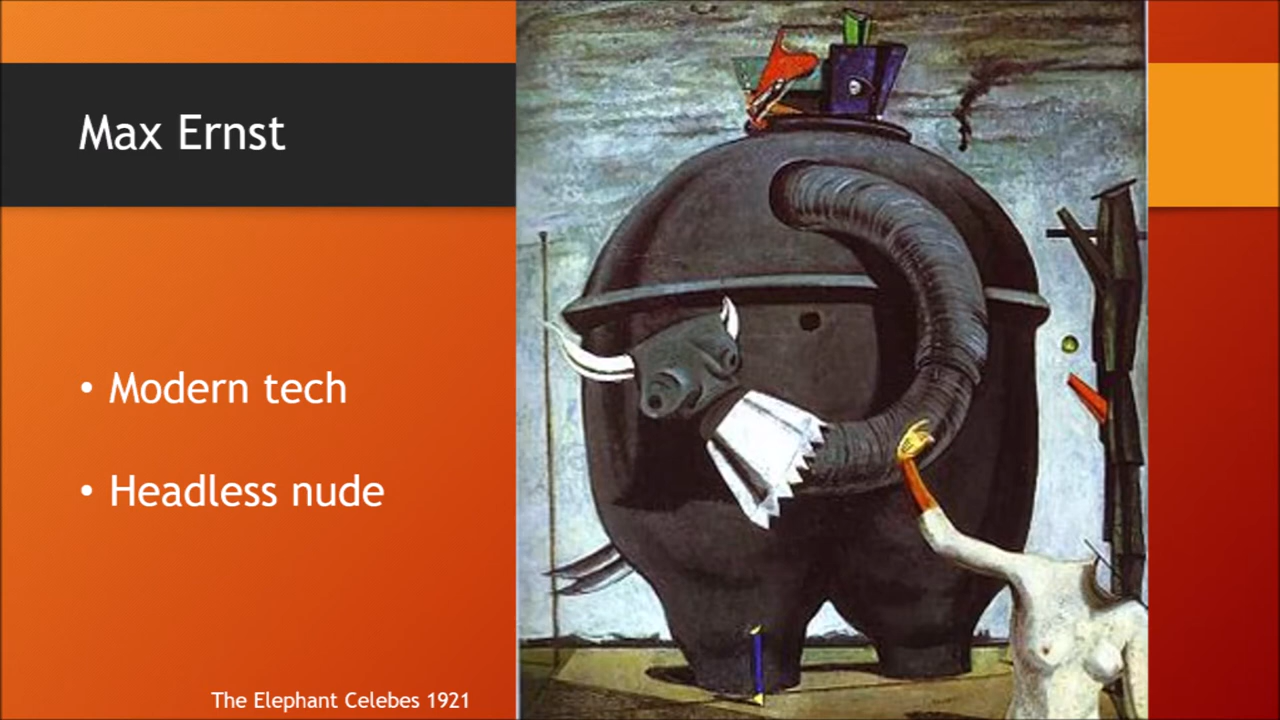 Max Ernst
• Modern tech
• Headless nude
The Elephant Celebes 1921